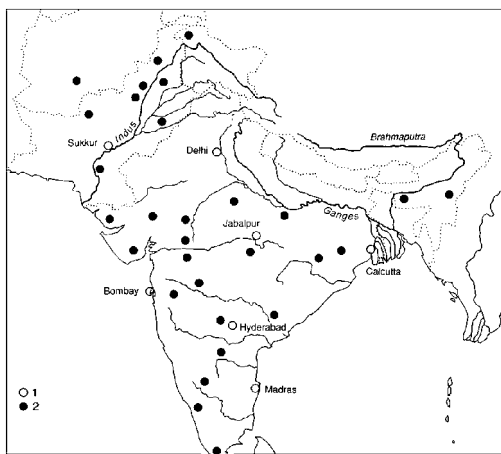 Indus
Sukkur
Delhi
Brahmaputra
Ganges
Jabalpur
Calcutta
Bombay
Hyderabad
Madras
1
2